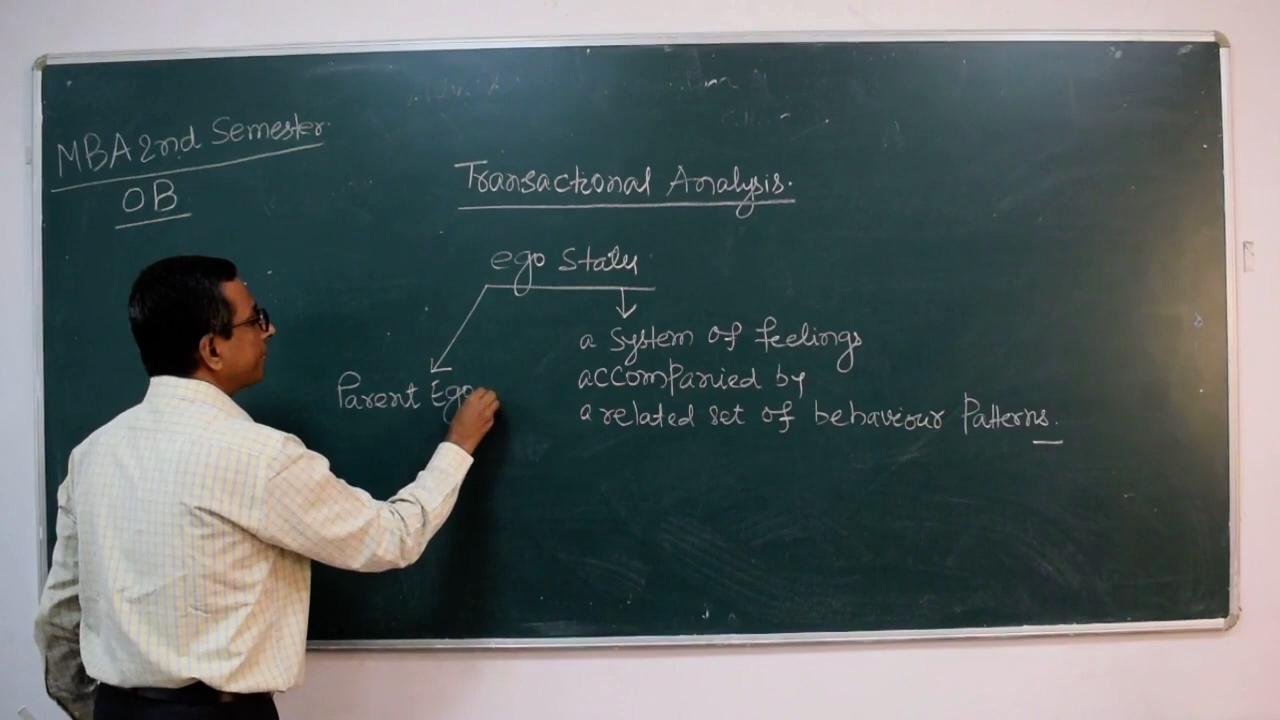 MBA 2nd Semester.
OB
Transactional Analysis.
ego States
a System of feelings
accompanied by
a related set of behaviour Patterns.
Parent Ego